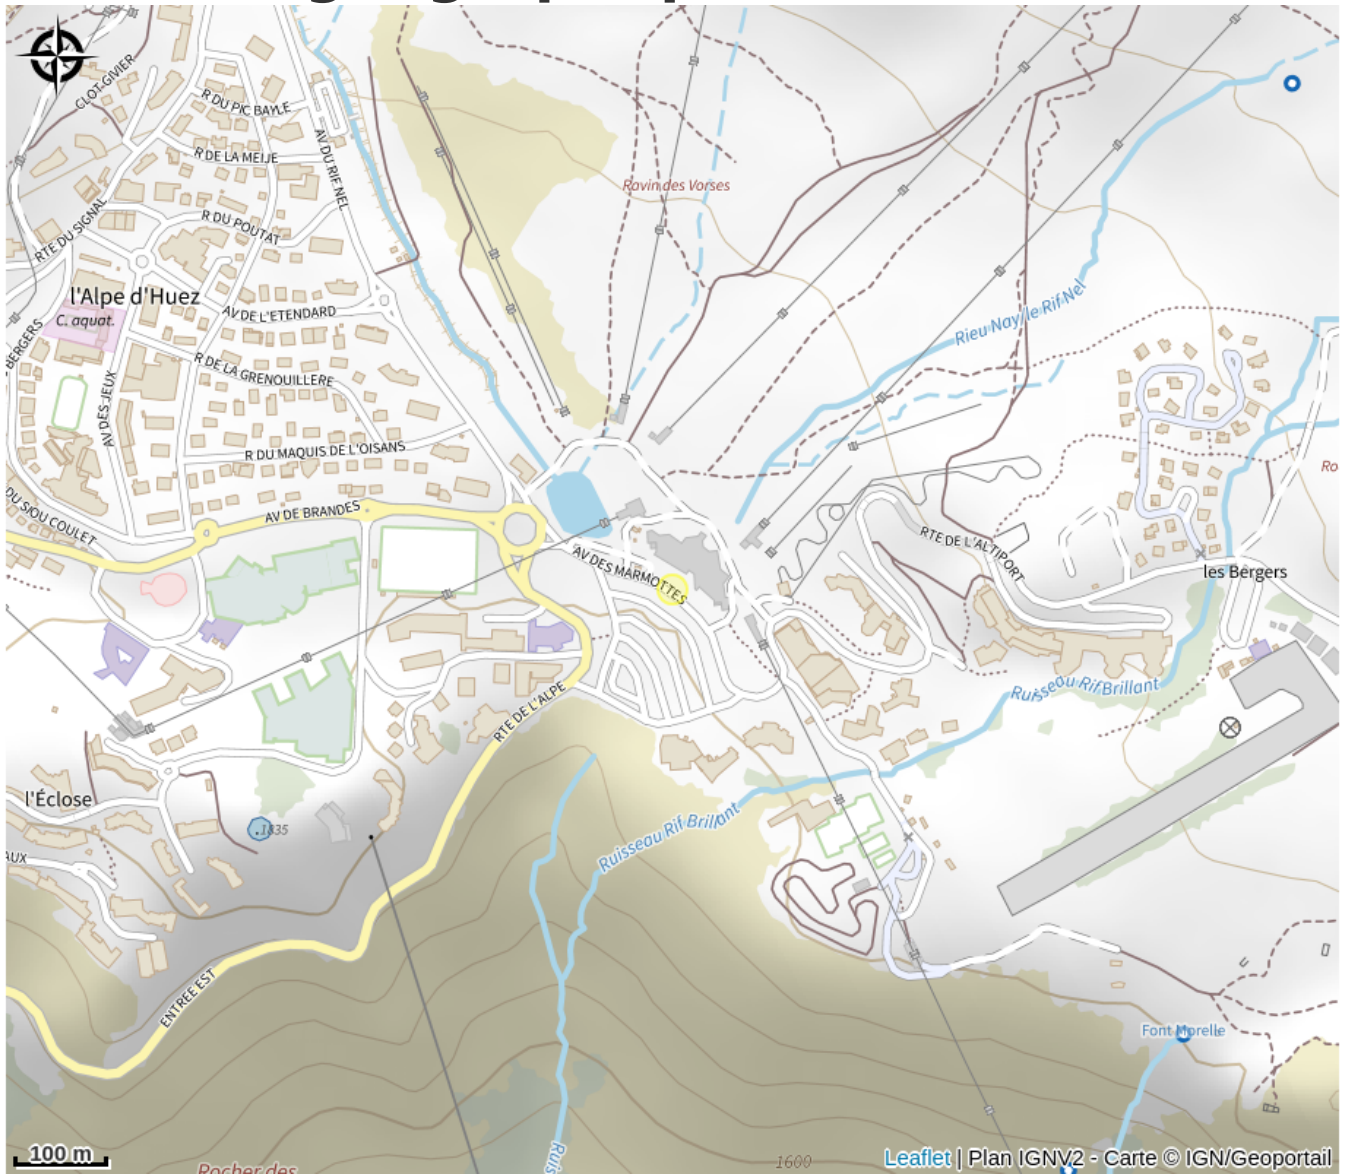 CLOT-GIVIER
R DU PIC BAYLE
AV DU RIF NEL
R DE LA MEIJE
Ravin des Vorses
R DU POUTAT
RTE DU SIGNAL
l'Alpe d'Huez
C. aquat.
AV DE L'ETENDARD
Rieu Nay / le Rif Nel
BERGERS
R DE LA GRENOUILLERE
AV DES JEUX
R DU MAQUIS DE L'OISANS
Ro
DU SIOU COULET
AV DE BRANDES
RTE DE L'ALTIPORT
AV DES MARMOTTES
les Bergers
Ruisseau Rif Brillant
RTE DE L'ALPE
l'Éclose
.1835
Ruisseau Rif Brillant
AUX
ENTREE EST
Font Morelle
100 m
Ruis
1600
Rocher des
Leaflet | Plan IGNV2 - Carte © IGN/Geoportail